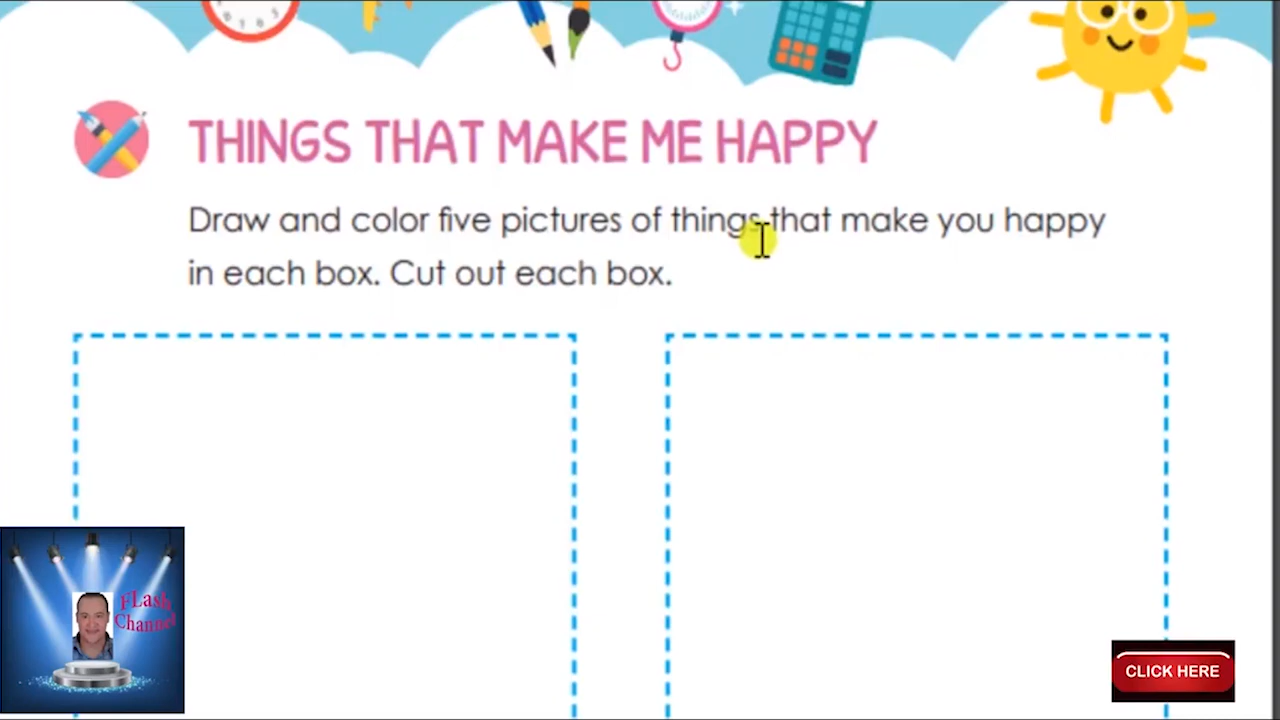 THINGS THAT MAKE ME HAPPY
Draw and color five pictures of things that make you happy
in each box. Cut out each box.
FLash
Channel
CLICK HERE